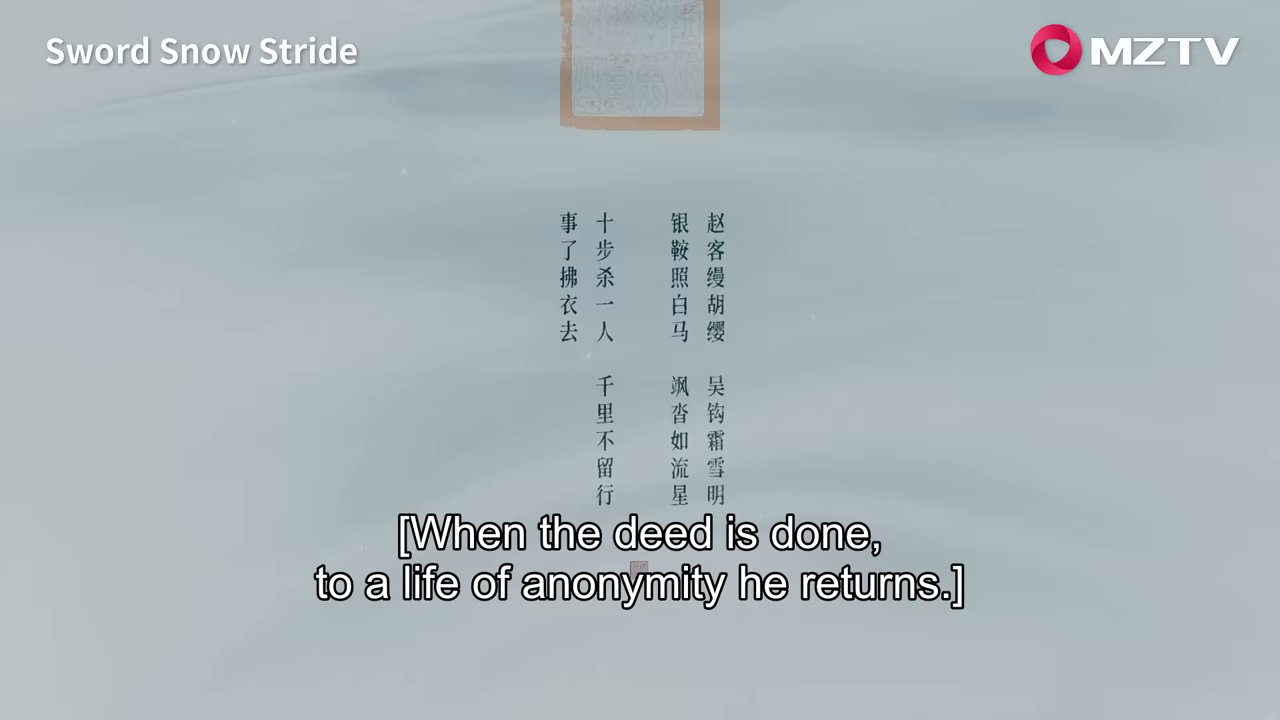 Sword Snow Stride
MZTV
赵客缦胡缨 吴钩霜雪明
银鞍照白马 飒沓如流星
十步杀一人 千里不留行
事了拂衣去
[When the deed is done,
to a life of anonymity he returns.]